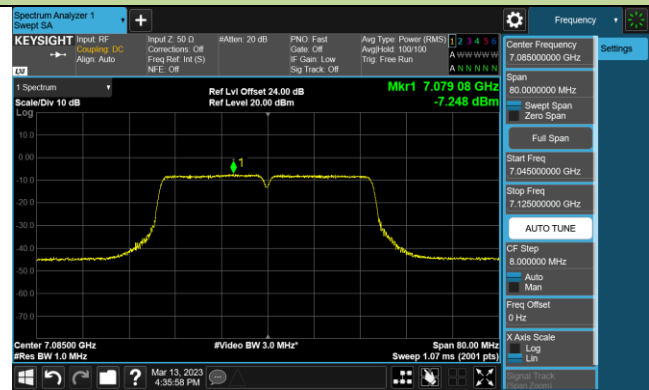 Spectrum Analyzer 1
Swept SA
Frequency
KEYSIGHT
Input: RF
Coupling: DC
Align: Auto
Input Z: 50 Ω
Corrections: Off
Freq Ref: Int (S)
NFE: Off
#Atten: 20 dB
PNO: Fast
Gate: Off
IF Gain: Low
Sig Track: Off
Avg Type: Power (RMS)
Avg|Hold: 100/100
Trig: Free Run
1 2 3 4 5 6
A W W W W W
A N N N N N
LXI
1 Spectrum
Scale/Div 10 dB
Log
Ref Lvl Offset 24.00 dB
Ref Level 20.00 dBm
Mkr1 7.079 08 GHz
-7.248 dBm
10.0
0.00
-10.0
-20.0
-30.0
-40.0
-50.0
-60.0
-70.0
1
Center 7.08500 GHz
#Res BW 1.0 MHz
#Video BW 3.0 MHz*
Span 80.00 MHz
Sweep 1.07 ms (2001 pts)
Mar 13, 2023
4:35:58 PM
Center Frequency
7.085000000 GHz
Settings
Span
80.0000000 MHz
Swept Span
Zero Span
Full Span
Start Freq
7.045000000 GHz
Stop Freq
7.125000000 GHz
AUTO TUNE
CF Step
8.000000 MHz
Auto
Man
Freq Offset
0 Hz
X Axis Scale
Log
Lin
Signal Track
(Span Zoom)